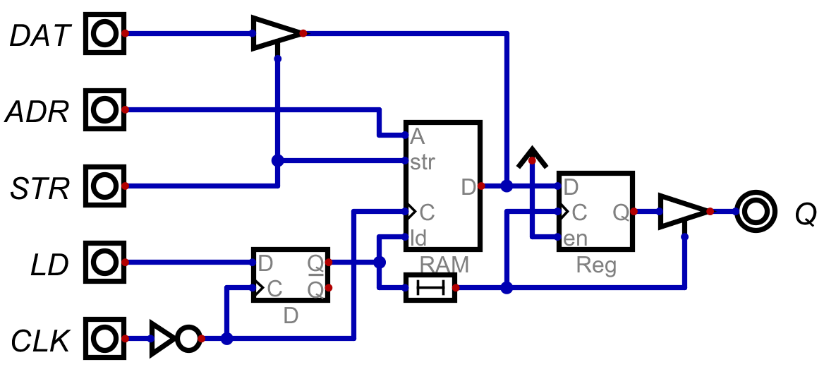 DAT
ADR
A
str
STR
D
D
C
C
Q
Q
ld
en
LD
D
Q
RAM
Reg
C
Q
D
CLK